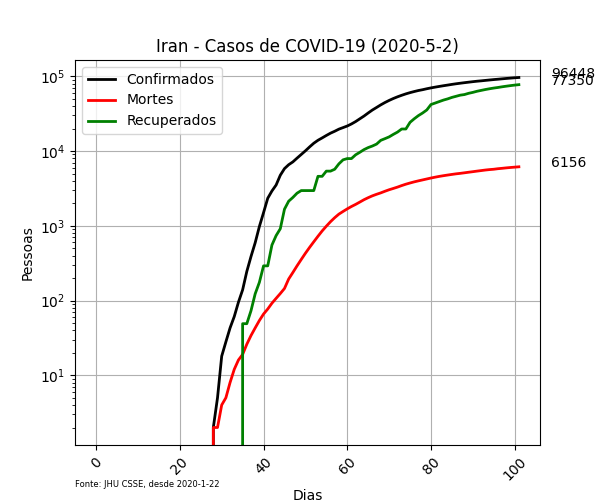 Iran - Casos de COVID-19 (2020-5-2)
Confirmados
Mortes
Recuperados
96448
77350
6156
Pessoas
10^5
10^4
10^3
10^2
10^1
0 20 40 60 80 100
Fonte: JHU CSSE, desde 2020-1-22
Dias